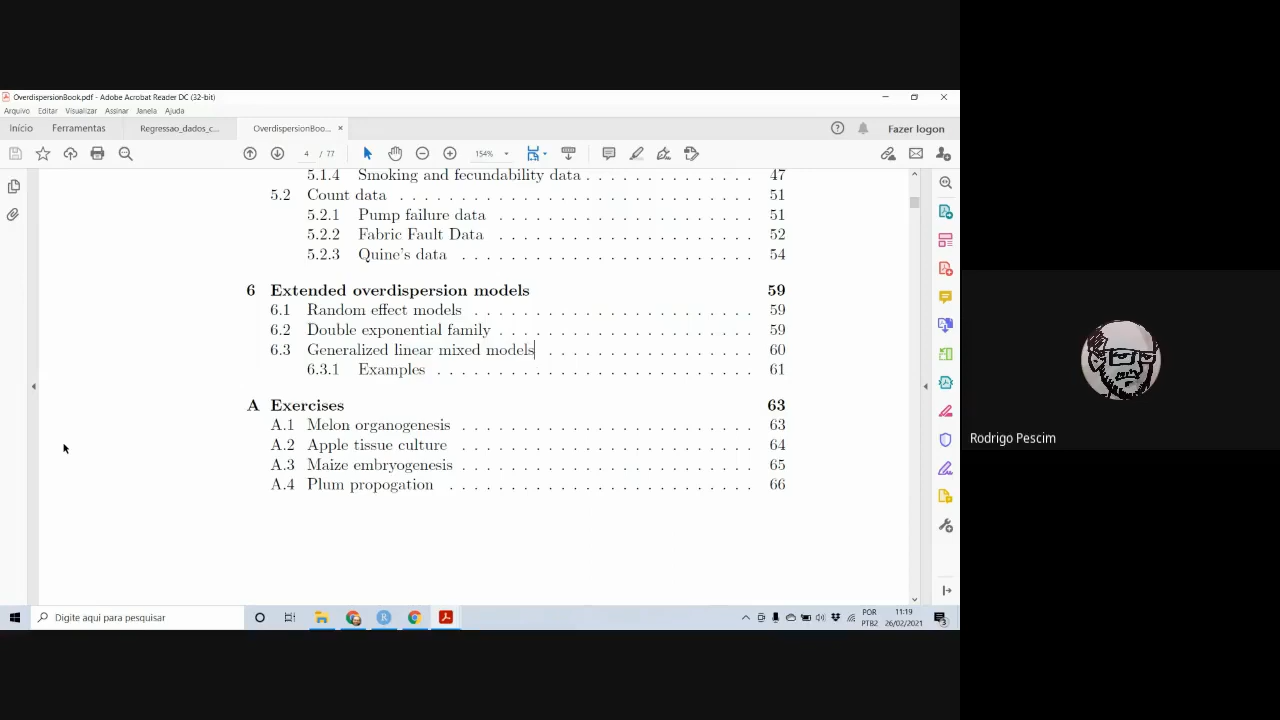 OverdispersionBook.pdf - Adobe Acrobat Reader DC (32-bit)
Arquivo Editar Visualizar Assinar Janela Ajuda
Início Ferramentas Regressao_dados_c... OverdispersionBoo... × Fazer logon
4 / 77 154%
5.1.4 Smoking and fecundability data . . . . . . . . . . . . . . 47
5.2 Count data . . . . . . . . . . . . . . . . . . . . . . . . . . . . . 51
5.2.1 Pump failure data . . . . . . . . . . . . . . . . . . . . . 51
5.2.2 Fabric Fault Data . . . . . . . . . . . . . . . . . . . . . 52
5.2.3 Quine's data . . . . . . . . . . . . . . . . . . . . . . . . 54
6 Extended overdispersion models 59
6.1 Random effect models . . . . . . . . . . . . . . . . . . . . . . . 59
6.2 Double exponential family . . . . . . . . . . . . . . . . . . . . . 59
6.3 Generalized linear mixed models . . . . . . . . . . . . . . . . . 60
6.3.1 Examples . . . . . . . . . . . . . . . . . . . . . . . . . . 61
A Exercises 63
A.1 Melon organogenesis . . . . . . . . . . . . . . . . . . . . . . . . 63
A.2 Apple tissue culture . . . . . . . . . . . . . . . . . . . . . . . . 64
A.3 Maize embryogenesis . . . . . . . . . . . . . . . . . . . . . . . . 65
A.4 Plum propogation . . . . . . . . . . . . . . . . . . . . . . . . . 66
Rodrigo Pescim
Digite aqui para pesquisar
POR 11:19
PTB2 26/02/2021 3